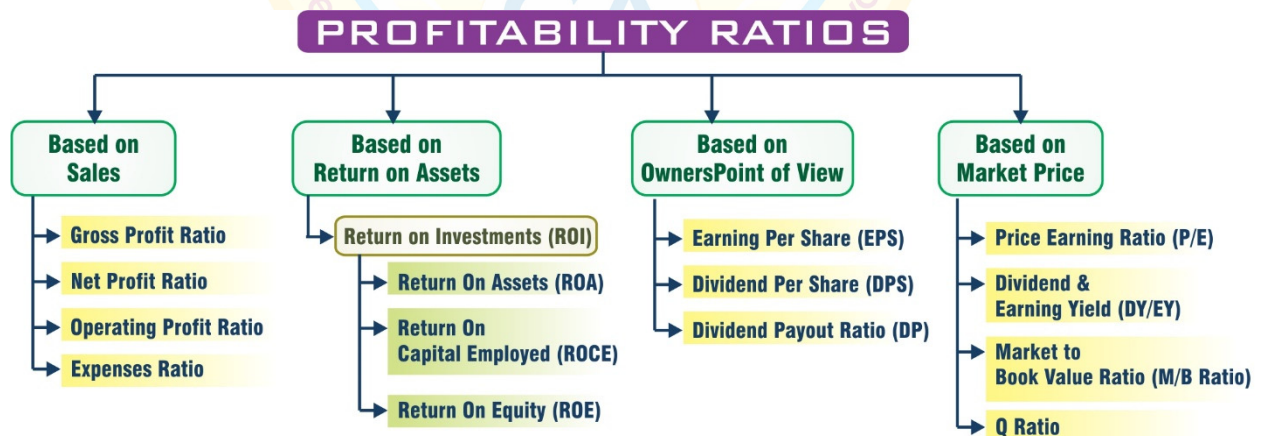 PROFITABILITY RATIOS
Based on
Sales
Gross Profit Ratio
Net Profit Ratio
Operating Profit Ratio
Expenses Ratio
Based on
Return on Assets
Return on Investments (ROI)
Return On Assets (ROA)
Return On
Capital Employed (ROCE)
Return On Equity (ROE)
Based on
OwnersPoint of View
Earning Per Share (EPS)
Dividend Per Share (DPS)
Dividend Payout Ratio (DP)
Based on
Market Price
Price Earning Ratio (P/E)
Dividend &
Earning Yield (DY/EY)
Market to
Book Value Ratio (M/B Ratio)
Q Ratio